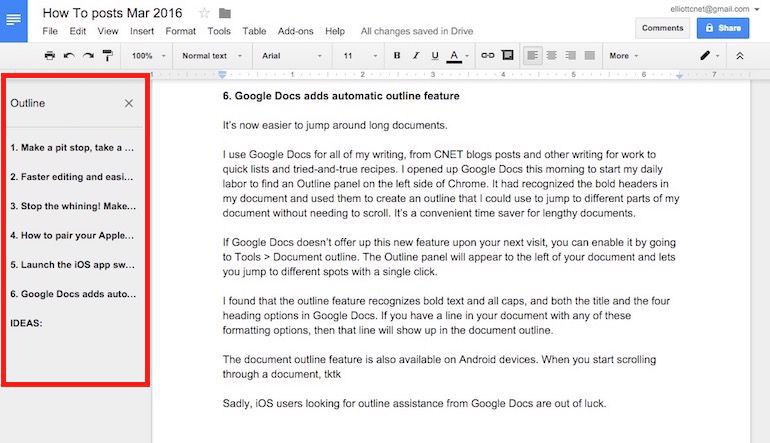 How To posts Mar 2016
elliottcnet@gmail.com
File Edit View Insert Format Tools Table Add-ons Help All changes saved in Drive
Comments
Share
100% Normal text Arial 11 B I U A More
1 1 2 3 4 5 6 7
Outline
1. Make a pit stop, take a ...
2. Faster editing and easi...
3. Stop the whining! Make...
4. How to pair your Apple...
5. Launch the iOS app sw...
6. Google Docs adds auto...
IDEAS:
6. Google Docs adds automatic outline feature
It's now easier to jump around long documents.
I use Google Docs for all of my writing, from CNET blogs posts and other writing for work to
quick lists and tried-and-true recipes. I opened up Google Docs this morning to start my daily
labor to find an Outline panel on the left side of Chrome. It had recognized the bold headers in
my document and used them to create an outline that I could use to jump to different parts of my
document without needing to scroll. It's a convenient time saver for lengthy documents.
If Google Docs doesn't offer up this new feature upon your next visit, you can enable it by going
to Tools > Document outline. The Outline panel will appear to the left of your document and lets
you jump to different spots with a single click.
I found that the outline feature recognizes bold text and all caps, and both the title and the four
heading options in Google Docs. If you have a line in your document with any of these
formatting options, then that line will show up in the document outline.
The document outline feature is also available on Android devices. When you start scrolling
through a document, tktk
Sadly, iOS users looking for outline assistance from Google Docs are out of luck.